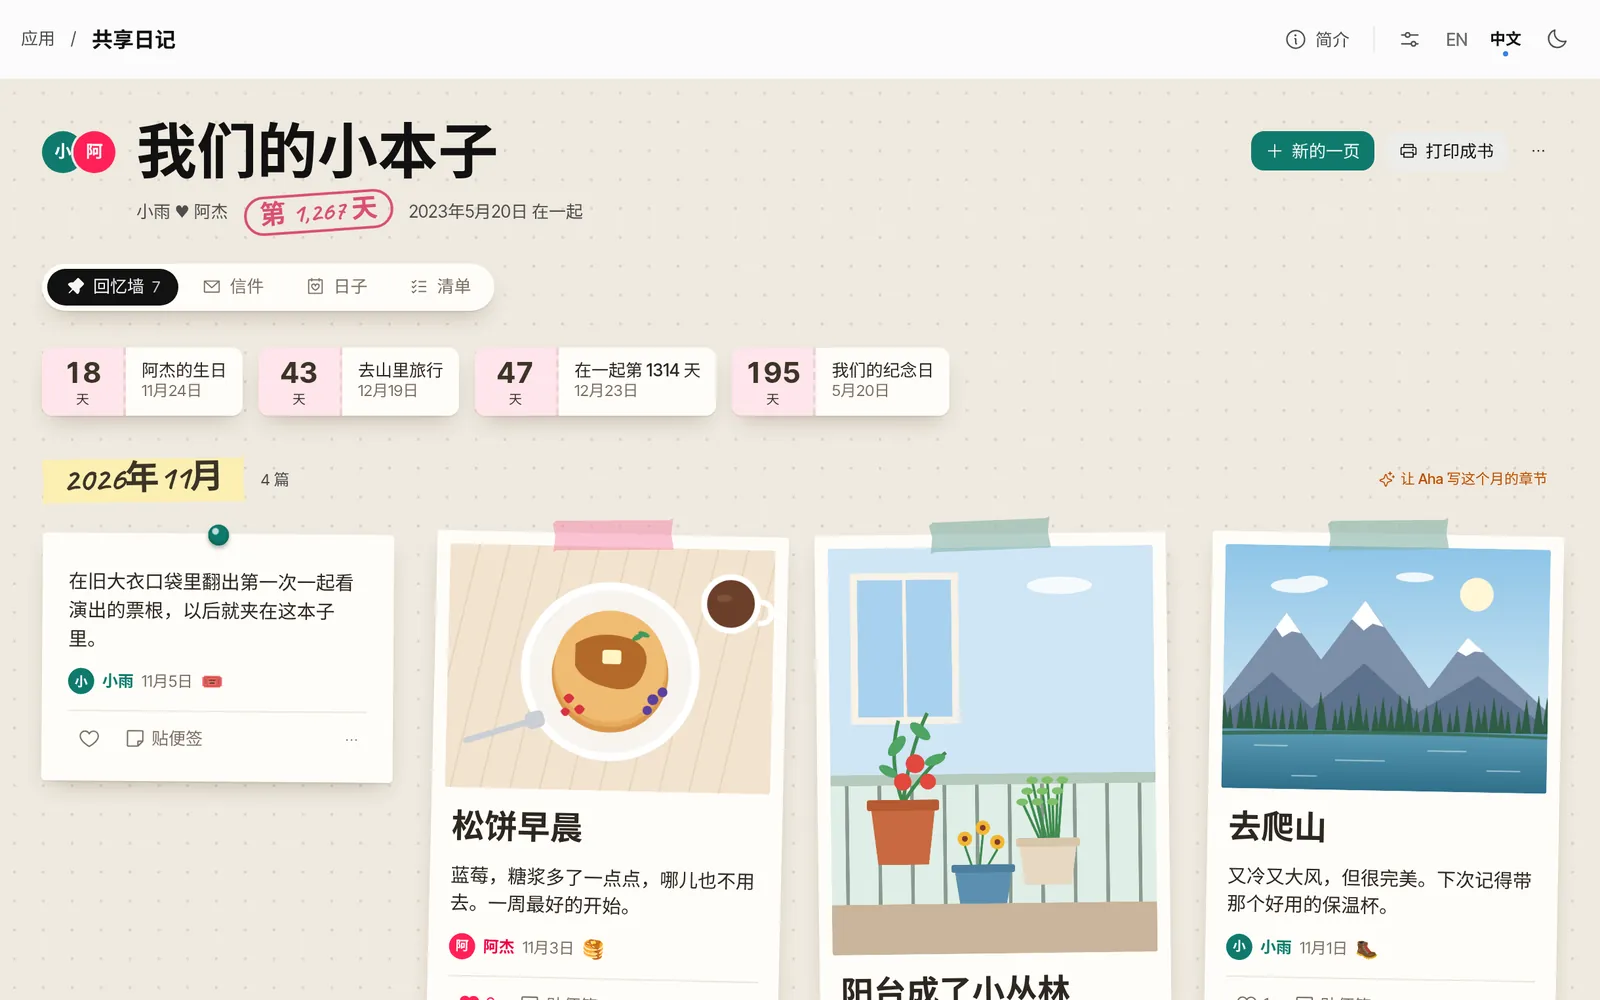 应用 / 共享日记
简介
EN
中文
小 阿
我们的小本子
新的一页
打印成书
小雨 ♥ 阿杰
第 1,267 天
2023年5月20日 在一起
回忆墙 7
信件
日子
清单
18
天
阿杰的生日
11月24日
43
天
去山里旅行
12月19日
47
天
在一起第 1314 天
12月23日
195
天
我们的纪念日
5月20日
2026年 11月
4 篇
让 Aha 写这个月的章节
在旧大衣口袋里翻出第一次一起看
演出的票根，以后就夹在这本子
里。
小 小雨 11月5日
贴便签
松饼早晨
蓝莓，糖浆多了一点点，哪儿也不用
去。一周最好的开始。
阿 阿杰 11月3日
阳台成了小丛林
去爬山
又冷又大风，但很完美。下次记得带
那个好用的保温杯。
小 小雨 11月1日